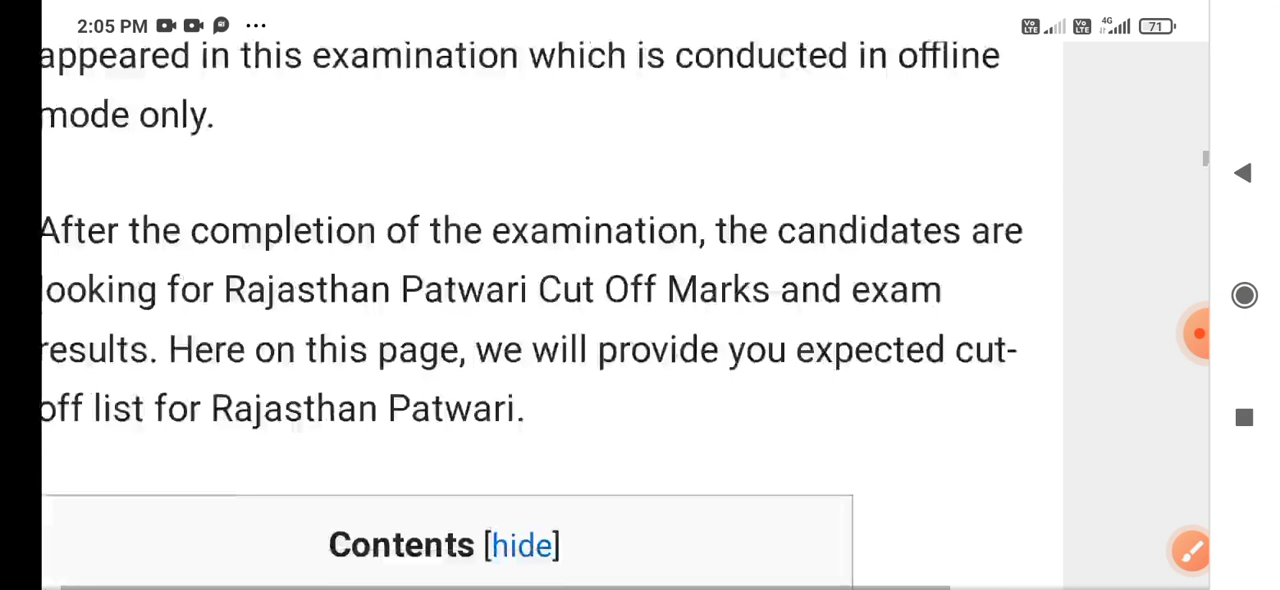 2:05 PM
4G
71
appeared in this examination which is conducted in offline
mode only.
After the completion of the examination, the candidates are
looking for Rajasthan Patwari Cut Off Marks and exam
results. Here on this page, we will provide you expected cut-
off list for Rajasthan Patwari.
Contents [hide]